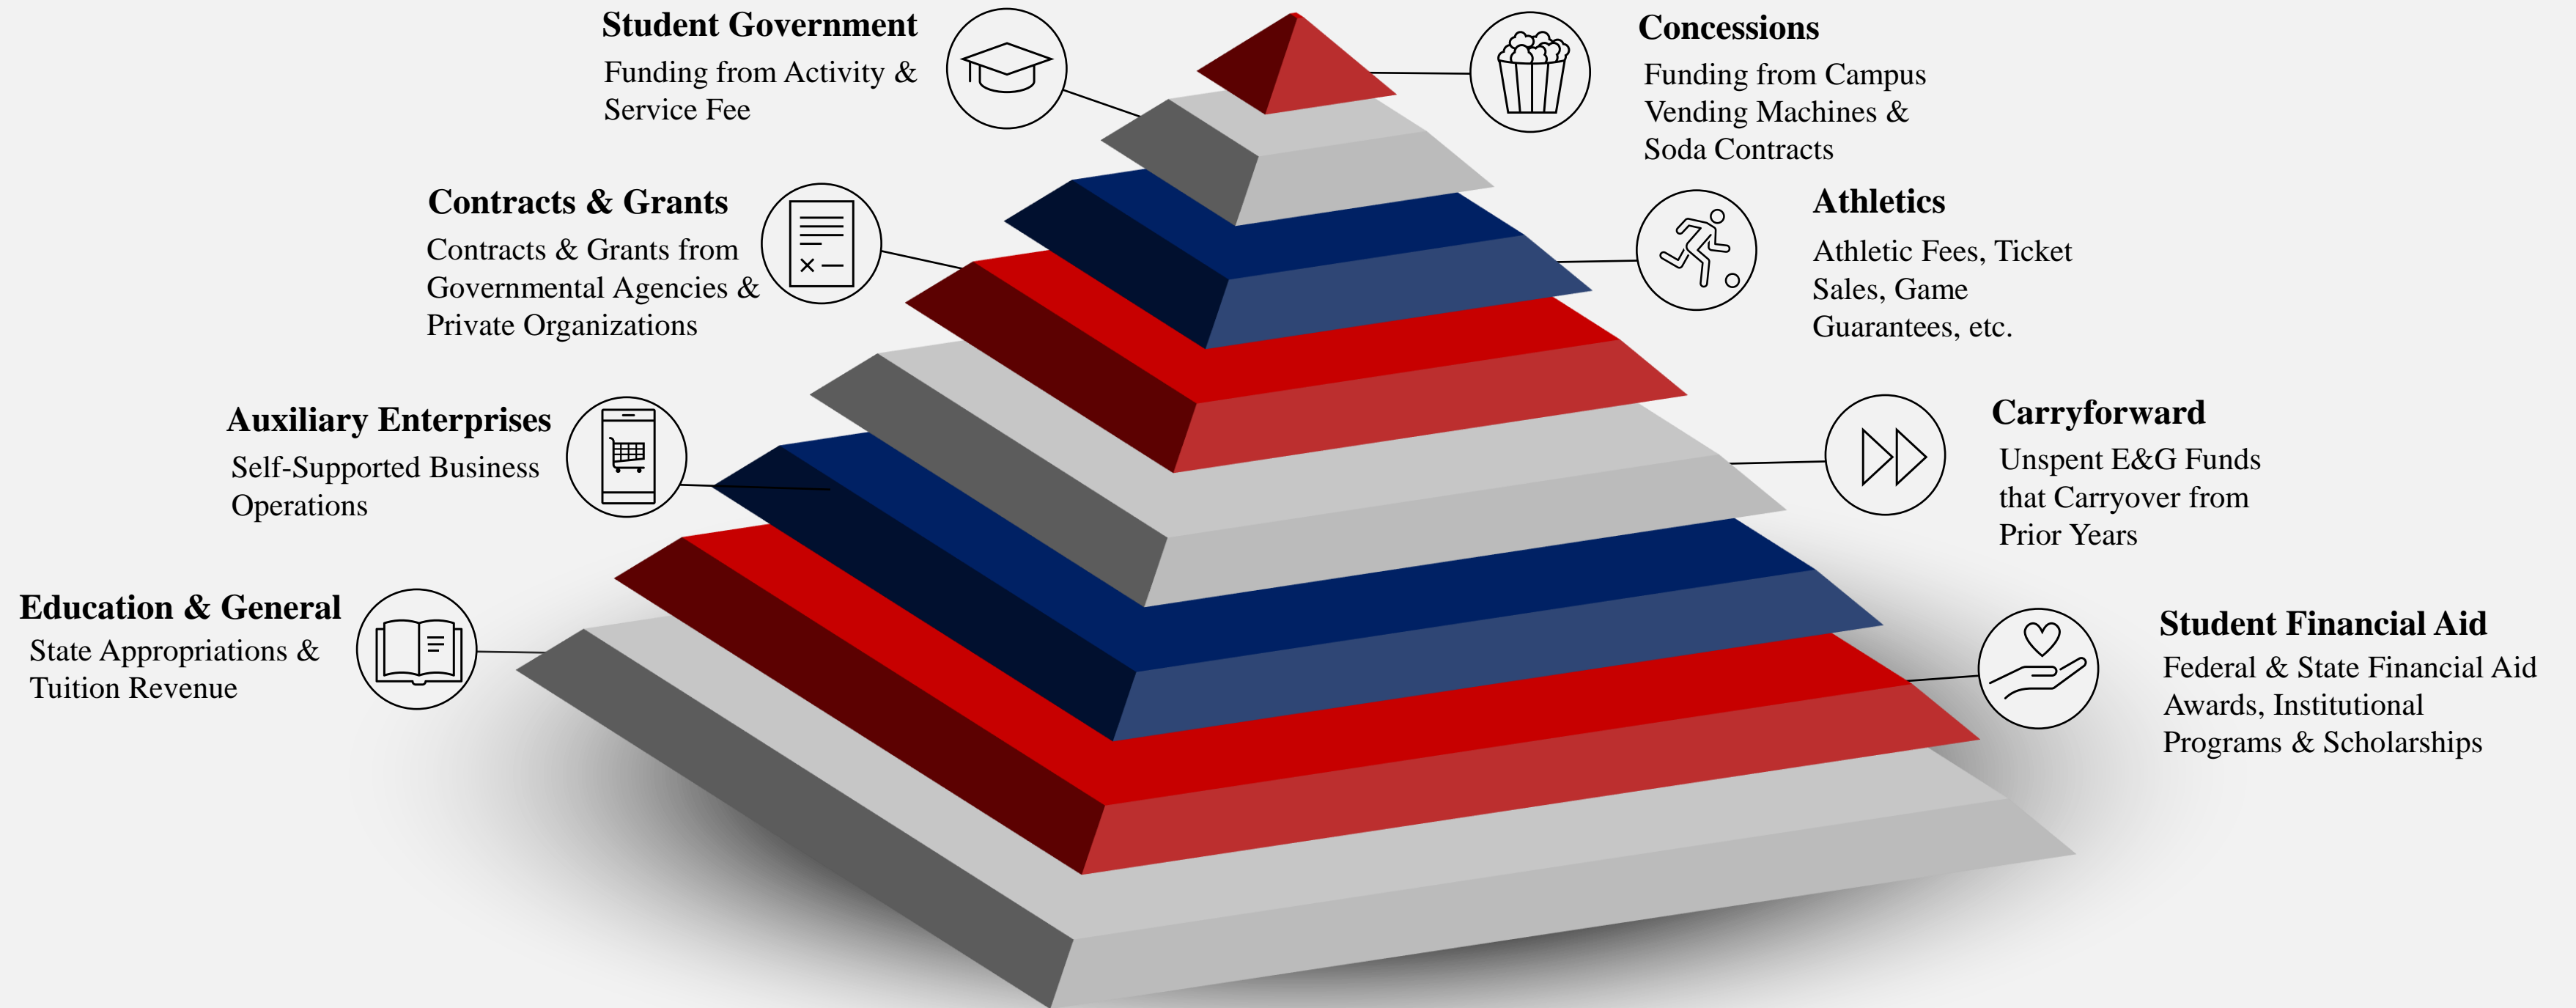 Student Government
Funding from Activity &
Service Fee
Concessions
Funding from Campus
Vending Machines &
Soda Contracts
Contracts & Grants
Contracts & Grants from
Governmental Agencies &
Private Organizations
Athletics
Athletic Fees, Ticket
Sales, Game
Guarantees, etc.
Auxiliary Enterprises
Self-Supported Business
Operations
Carryforward
Unspent E&G Funds
that Carryover from
Prior Years
Education & General
State Appropriations &
Tuition Revenue
Student Financial Aid
Federal & State Financial Aid
Awards, Institutional
Programs & Scholarships